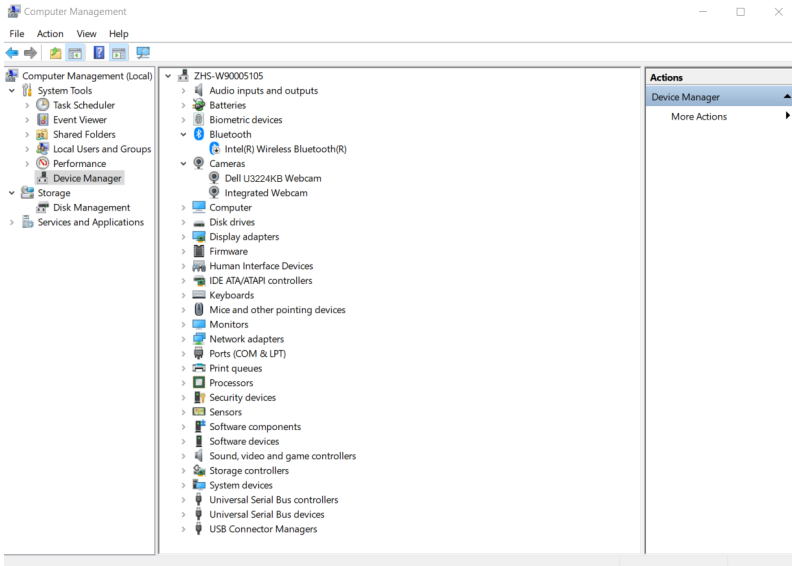 Computer Management
File Action View Help
Computer Management (Local)
System Tools
Task Scheduler
Event Viewer
Shared Folders
Local Users and Groups
Performance
Device Manager
Storage
Disk Management
Services and Applications
ZHS-W90005105
Audio inputs and outputs
Batteries
Biometric devices
Bluetooth
Intel(R) Wireless Bluetooth(R)
Cameras
Dell U3224KB Webcam
Integrated Webcam
Computer
Disk drives
Display adapters
Firmware
Human Interface Devices
IDE ATA/ATAPI controllers
Keyboards
Mice and other pointing devices
Monitors
Network adapters
Ports (COM & LPT)
Print queues
Processors
Security devices
Sensors
Software components
Software devices
Sound, video and game controllers
Storage controllers
System devices
Universal Serial Bus controllers
Universal Serial Bus devices
USB Connector Managers
Actions
Device Manager
More Actions